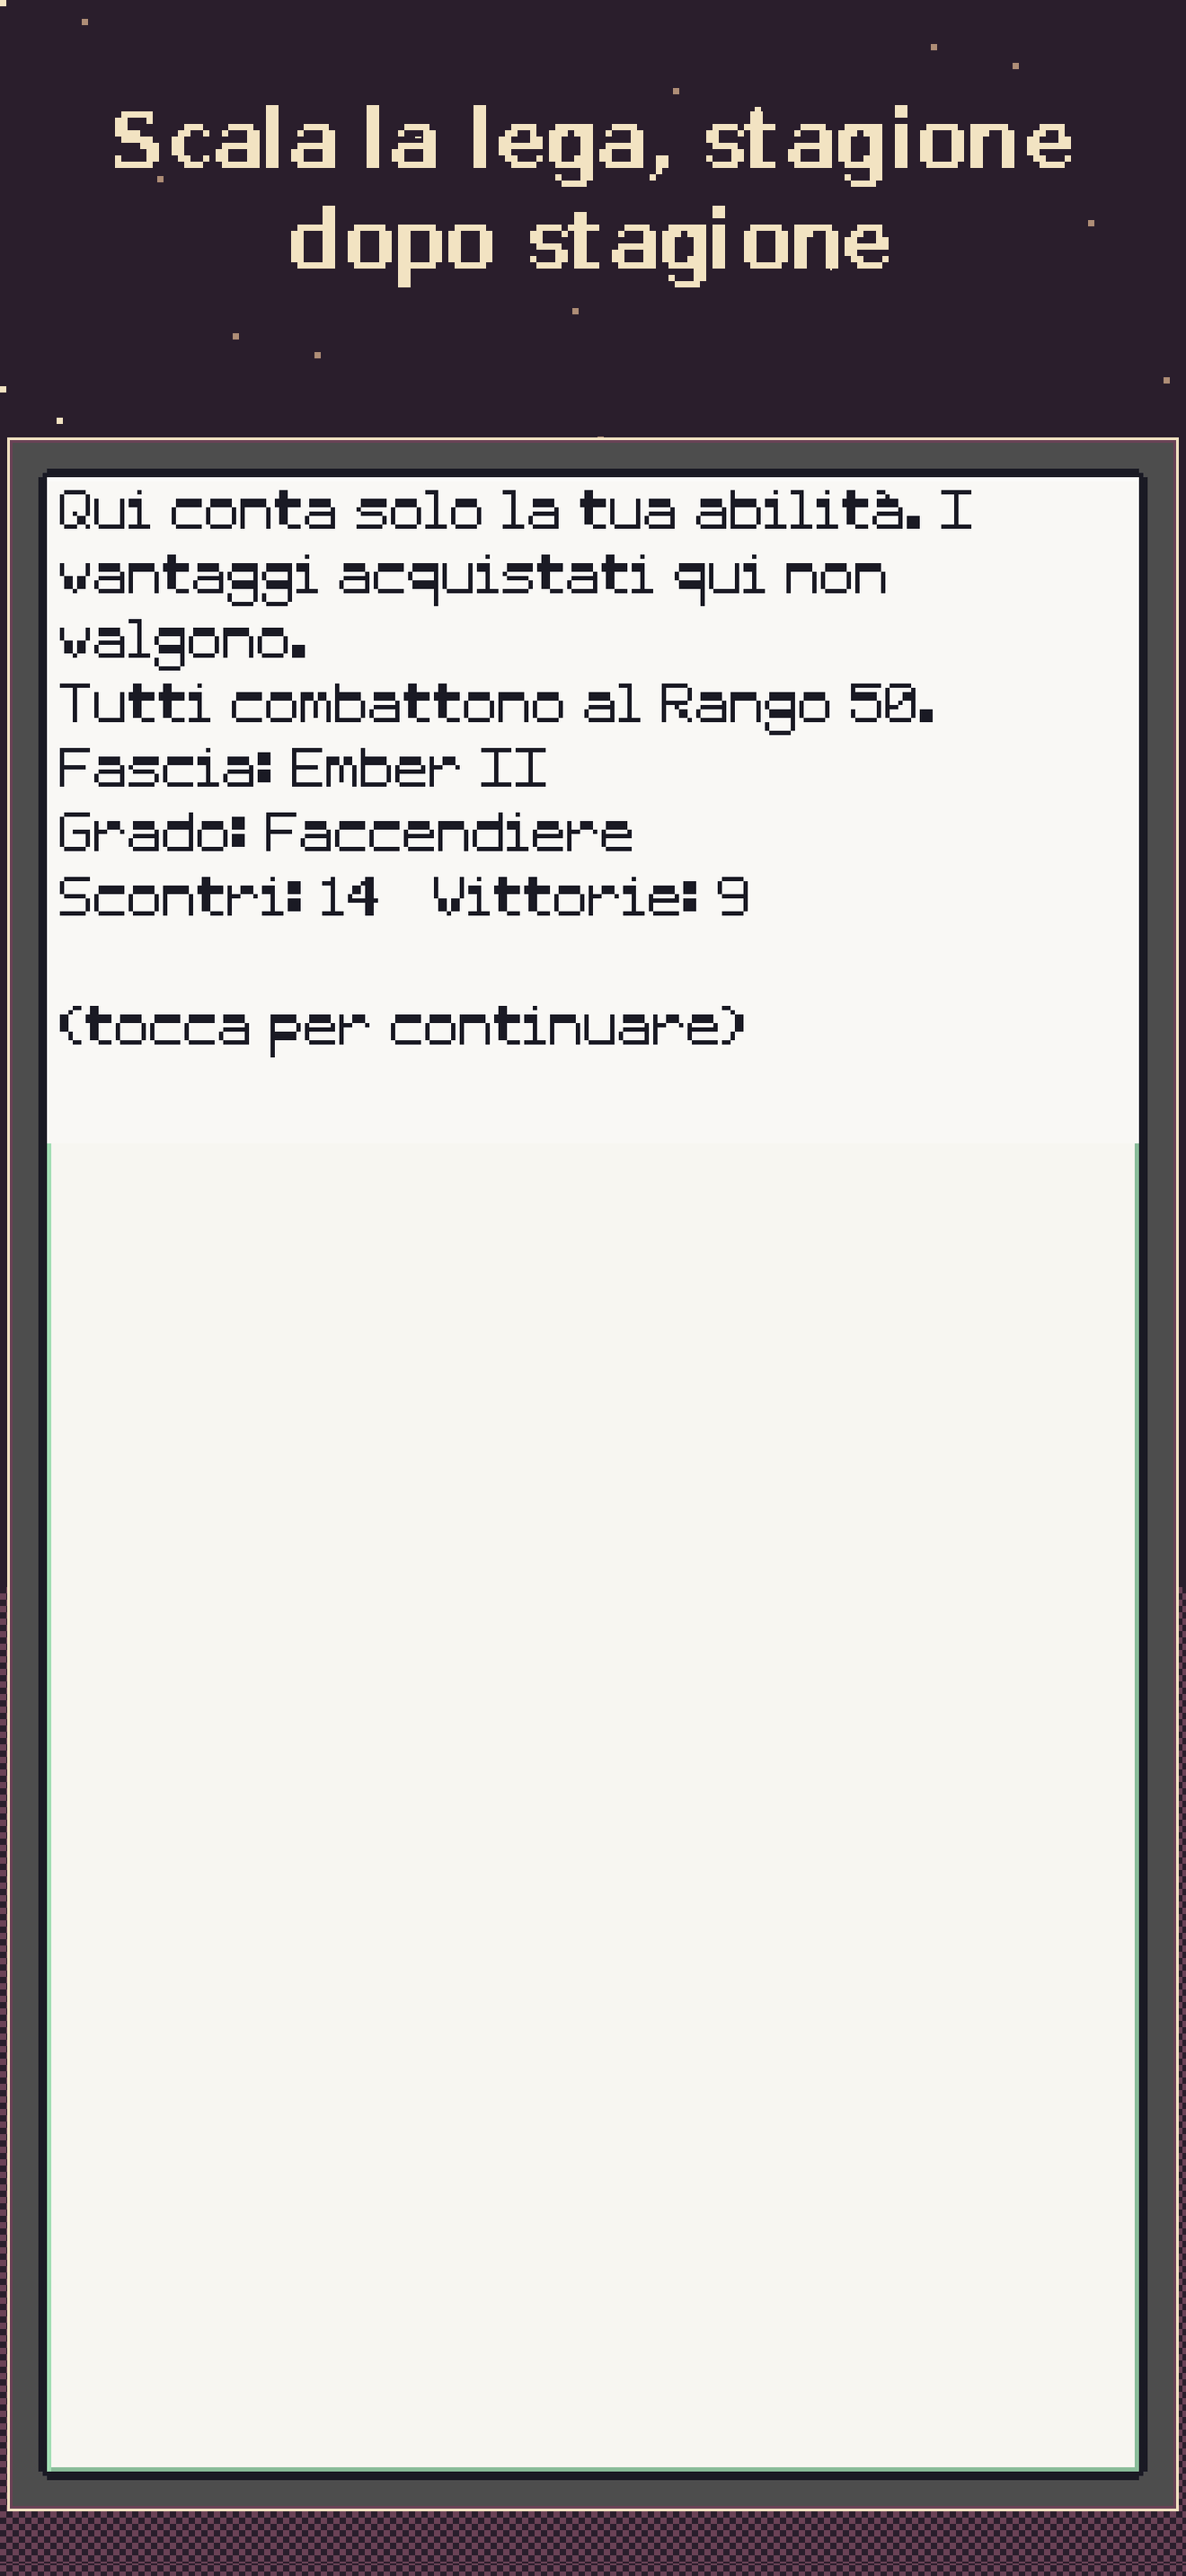 Scala la lega, stagione
dopo stagione
Qui conta solo la tua abilità. I
vantaggi acquistati qui non
valgono.
Tutti combattono al Rango 50.
Fascia: Ember II
Grado: Faccendiere
Scontri: 14  Vittorie: 9
(tocca per continuare)